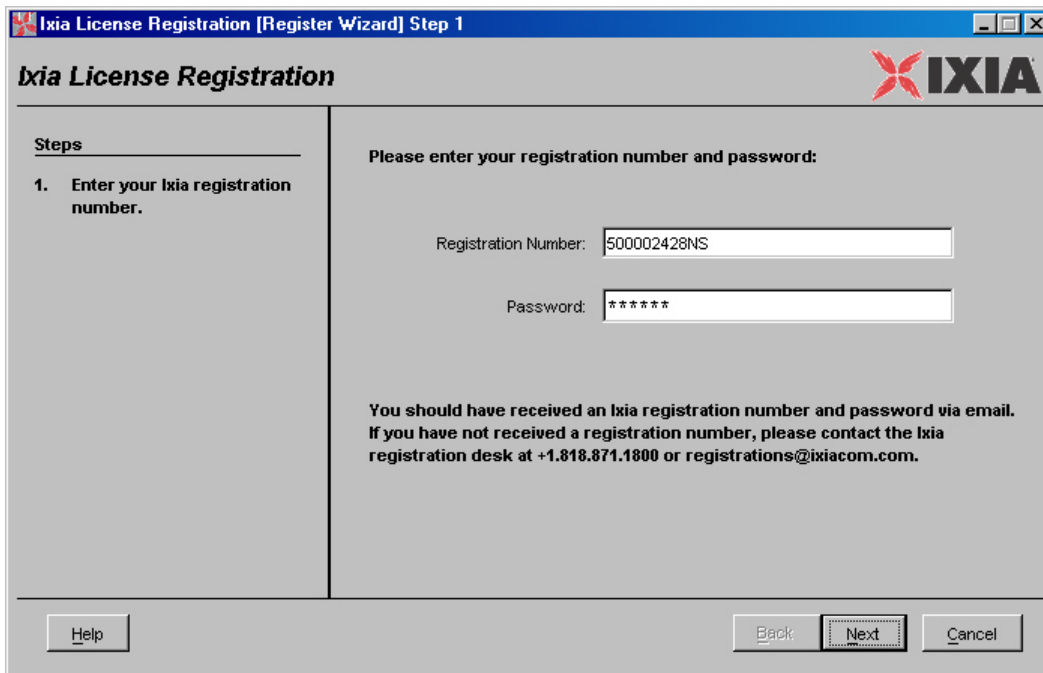 Ixia License Registration [Register Wizard] Step 1
Ixia License Registration
IXIA
Steps
1. Enter your Ixia registration
number.
Please enter your registration number and password:
Registration Number: 500002428NS
Password: ******
You should have received an Ixia registration number and password via email.
If you have not received a registration number, please contact the Ixia
registration desk at +1.818.871.1800 or registrations@ixiacom.com.
Help
Back
Next
Cancel